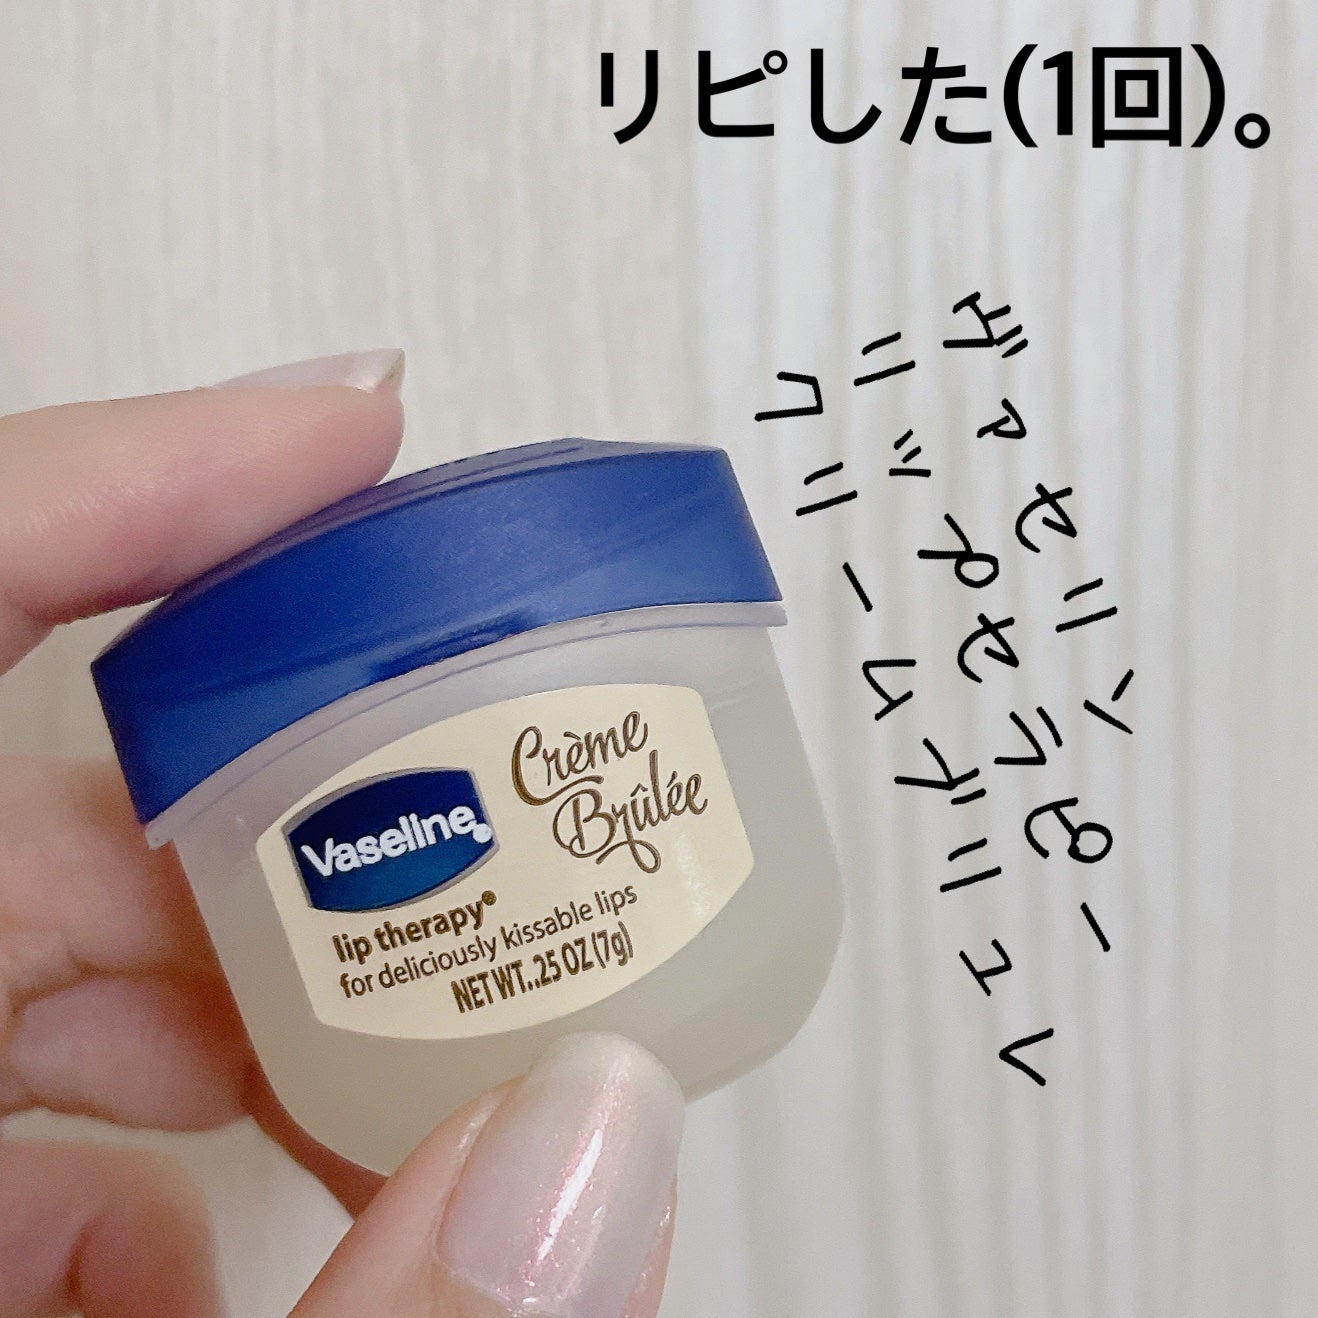 リピした(1回)。
ヴァセリン
リップセラピー
クリームブリュレ
Vaseline®
Crème
Brûlée
lip therapy®
for deliciously kissable lips
NET WT. .25 OZ (7g)